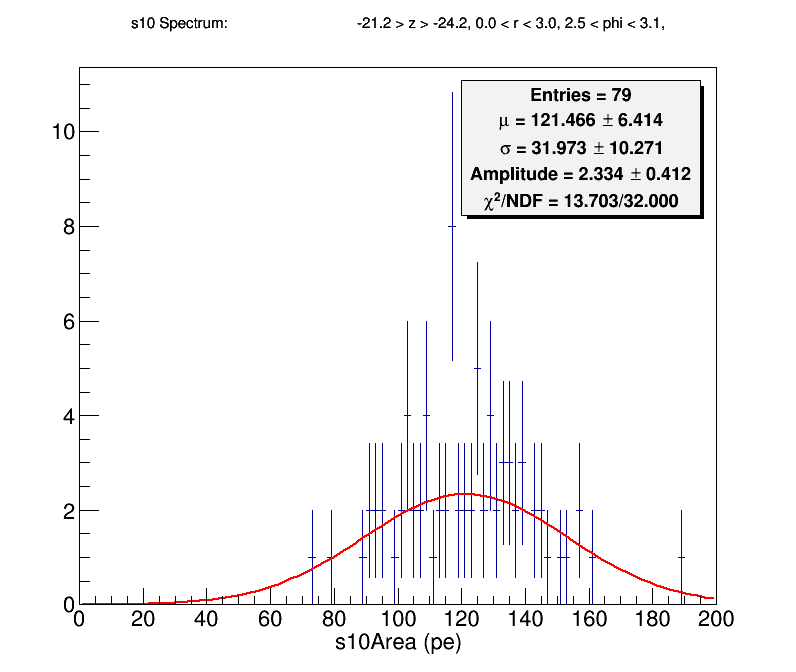 s10 Spectrum: -21.2 > z > -24.2, 0.0 < r < 3.0, 2.5 < phi < 3.1,
Entries = 79
μ = 121.466 ± 6.414
σ = 31.973 ± 10.271
Amplitude = 2.334 ± 0.412
χ²/NDF = 13.703/32.000
10
8
6
4
2
0
0 20 40 60 80 100 120 140 160 180 200
s10Area (pe)